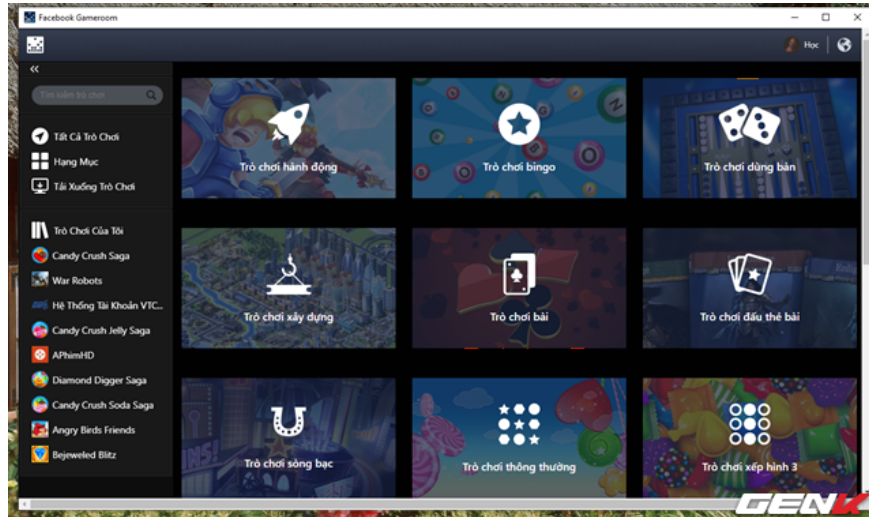 Facebook Gameroom
Học
Tìm kiếm trò chơi
Tất Cả Trò Chơi
Hạng Mục
Tải Xuống Trò Chơi
Trò Chơi Của Tôi
Candy Crush Saga
War Robots
Hệ Thống Tài Khoản VTC..
Candy Crush Jelly Saga
APhimHD
Diamond Digger Saga
Candy Crush Soda Saga
Angry Birds Friends
Bejeweled Blitz
Trò chơi hành động
Trò chơi bingo
Trò chơi dùng bàn
Trò chơi xây dựng
Trò chơi bài
Trò chơi đấu thẻ bài
Trò chơi sòng bạc
Trò chơi thông thường
Trò chơi xếp hình 3
GENK